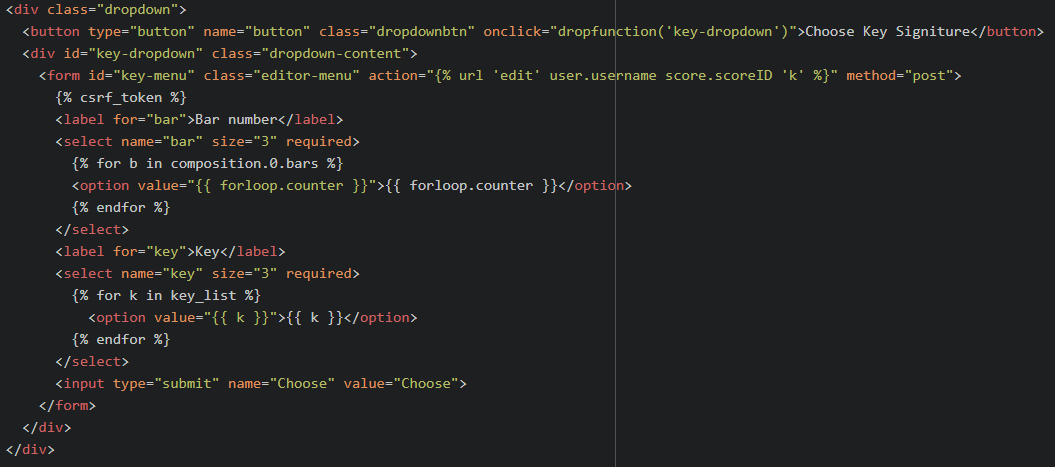 <div class="dropdown">
<button type="button" name="button" class="dropdownbtn" onclick="dropfunction('key-dropdown')">Choose Key Signiture</button>
<div id="key-dropdown" class="dropdown-content">
<form id="key-menu" class="editor-menu" action="{% url 'edit' user.username score.scoreID 'k' %}" method="post">
{% csrf_token %}
<label for="bar">Bar number</label>
<select name="bar" size="3" required>
{% for b in composition.0.bars %}
<option value="{{ forloop.counter }}">{{ forloop.counter }}</option>
{% endfor %}
</select>
<label for="key">Key</label>
<select name="key" size="3" required>
{% for k in key_list %}
<option value="{{ k }}">{{ k }}</option>
{% endfor %}
</select>
<input type="submit" name="Choose" value="Choose">
</form>
</div>
</div>